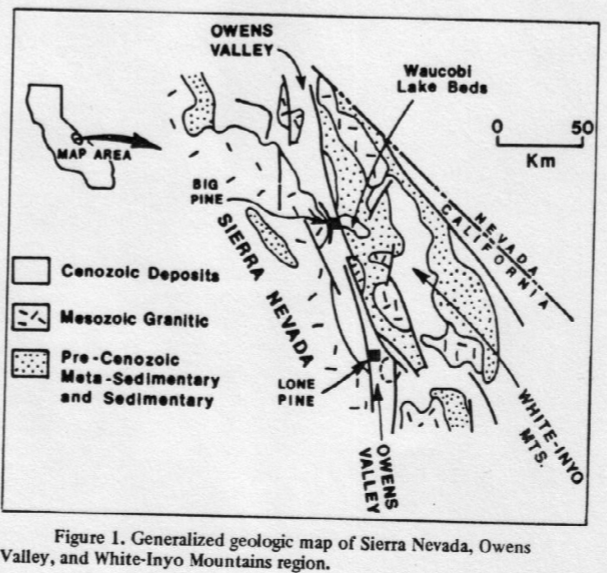 OWENS
VALLEY
Waucobi
Lake Beds
0 50
Km
MAP AREA
BIG
PINE
NEVADA
CALIFORNIA
SIERRA NEVADA
Cenozoic Deposits
Mesozoic Granitic
Pre-Cenozoic
Meta-Sedimentary
and Sedimentary
LONE
PINE
WHITE-INYO
MTS.
OWENS
VALLEY
Figure 1. Generalized geologic map of Sierra Nevada, Owens
Valley, and White-Inyo Mountains region.